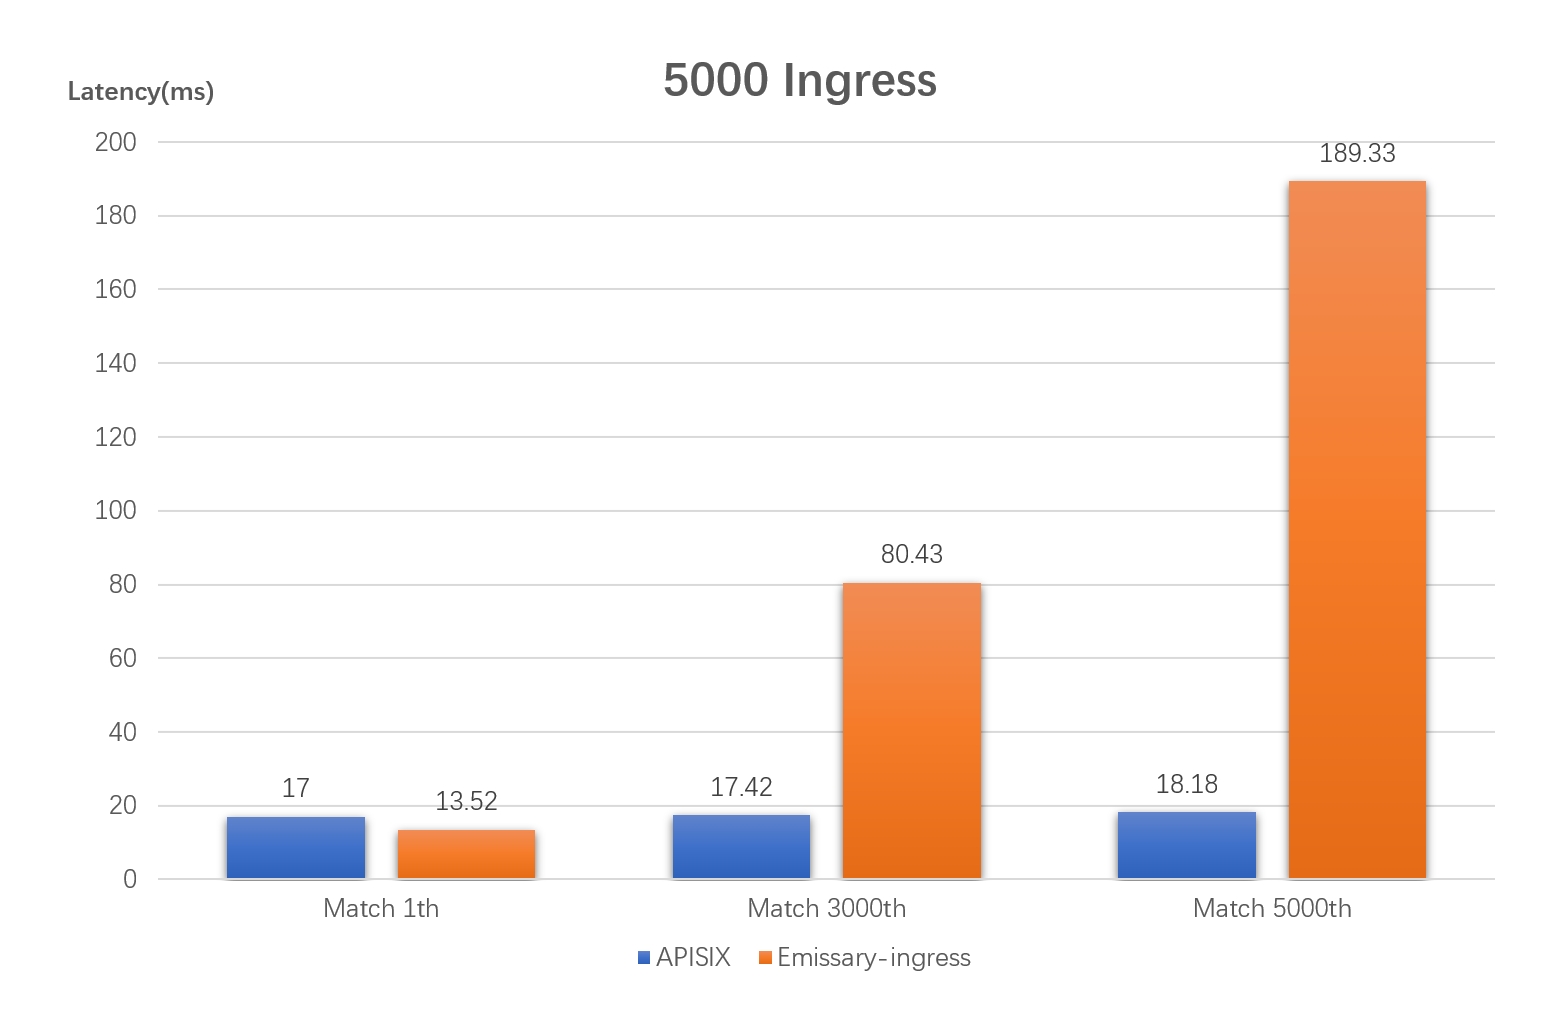 5000 Ingress
Latency(ms)
200
180
160
140
120
100
80
60
40
20
0
17
13.52
17.42
80.43
18.18
189.33
Match 1th
Match 3000th
Match 5000th
APISIX
Emissary-ingress